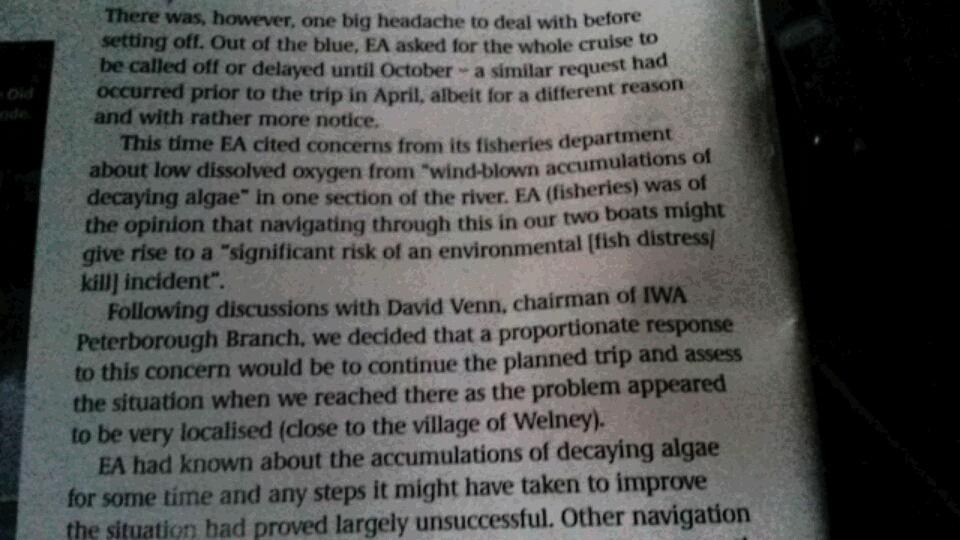 There was, however, one big headache to deal with before
setting off. Out of the blue, EA asked for the whole cruise to
be called off or delayed until October – a similar request had
occurred prior to the trip in April, albeit for a different reason
and with rather more notice.
This time EA cited concerns from its fisheries department
about low dissolved oxygen from "wind-blown accumulations of
decaying algae" in one section of the river. EA (fisheries) was of
the opinion that navigating through this in our two boats might
give rise to a "significant risk of an environmental [fish distress/
kill] incident".
Following discussions with David Venn, chairman of IWA
Peterborough Branch, we decided that a proportionate response
to this concern would be to continue the planned trip and assess
the situation when we reached there as the problem appeared
to be very localised (close to the village of Welney).
EA had known about the accumulations of decaying algae
for some time and any steps it might have taken to improve
the situation had proved largely unsuccessful. Other navigation
Old